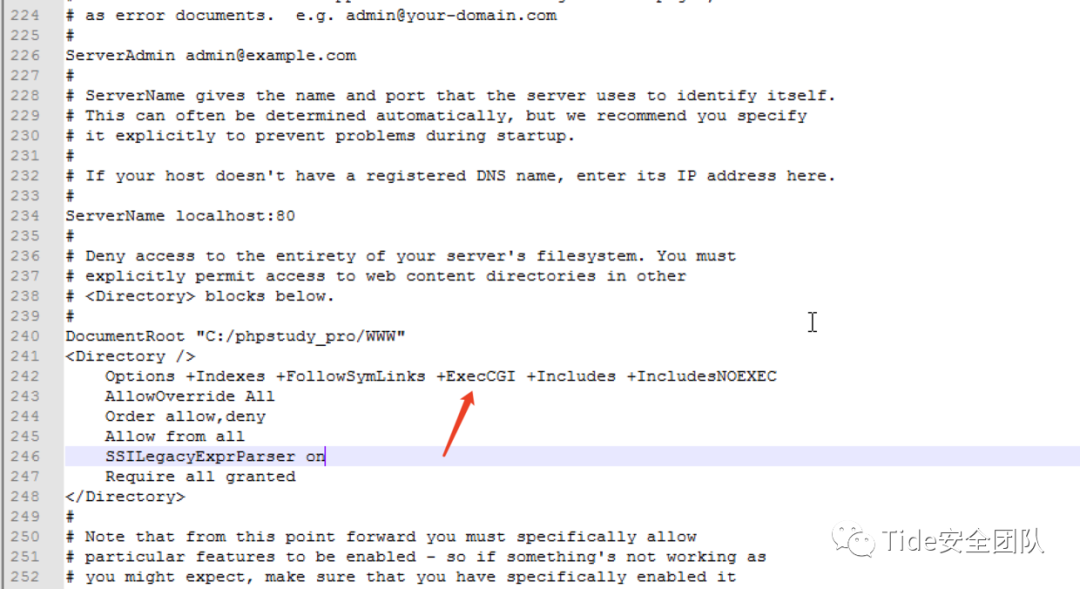 224 # as error documents.  e.g. admin@your-domain.com
225 #
226 ServerAdmin admin@example.com
227 #
228 # ServerName gives the name and port that the server uses to identify itself.
229 # This can often be determined automatically, but we recommend you specify
230 # it explicitly to prevent problems during startup.
231 #
232 # If your host doesn't have a registered DNS name, enter its IP address here.
233 #
234 ServerName localhost:80
235 #
236 # Deny access to the entirety of your server's filesystem. You must
237 # explicitly permit access to web content directories in other
238 # <Directory> blocks below.
239 #
240 DocumentRoot "C:/phpstudy_pro/WWW"
241 <Directory />
242     Options +Indexes +FollowSymLinks +ExecCGI +Includes +IncludesNOEXEC
243     AllowOverride All
244     Order allow,deny
245     Allow from all
246     SSILegacyExprParser on
247     Require all granted
248 </Directory>
249 #
250 # Note that from this point forward you must specifically allow
251 # particular features to be enabled - so if something's not working as
252 # you might expect, make sure that you have specifically enabled it
Tide安全团队